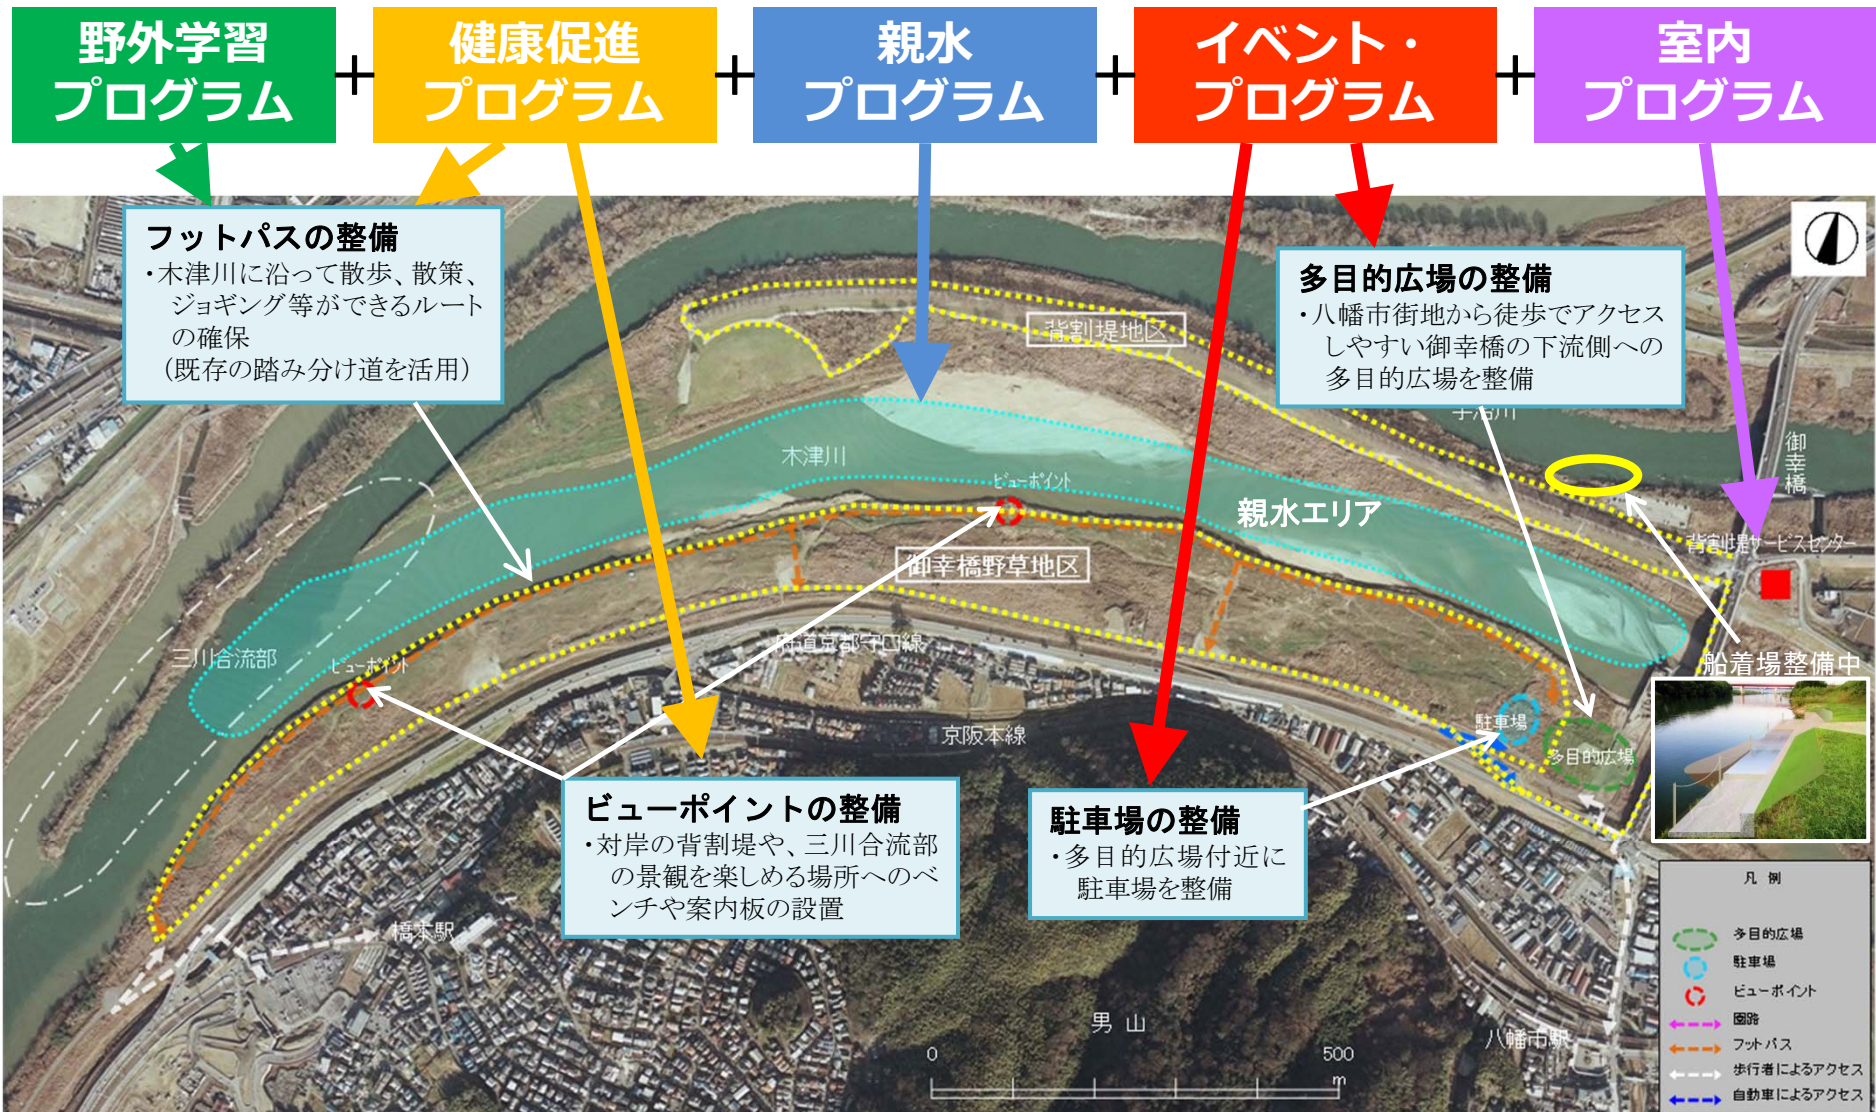 野外学習
プログラム
+
健康促進
プログラム
+
親水
プログラム
+
イベント・
プログラム
+
室内
プログラム
フットパスの整備
・木津川に沿って散歩、散策、
ジョギング等ができるルート
の確保
（既存の踏み分け道を活用）
多目的広場の整備
・八幡市街地から徒歩でアクセス
しやすい御幸橋の下流側への
多目的広場を整備
背割堤地区
宇治川
御幸橋
木津川
ビューポイント
親水エリア
背割堤サービスセンター
御幸橋野草地区
三川合流部
ビューポイント
府道京都守口線
船着場整備中
京阪本線
駐車場
多目的広場
ビューポイントの整備
・対岸の背割堤や、三川合流部
の景観を楽しめる場所へのベ
ンチや案内板の設置
駐車場の整備
・多目的広場付近に
駐車場を整備
橋本駅
男山
八幡市駅
0
500
m
凡例
多目的広場
駐車場
ビューポイント
園路
フットパス
歩行者によるアクセス
自動車によるアクセス